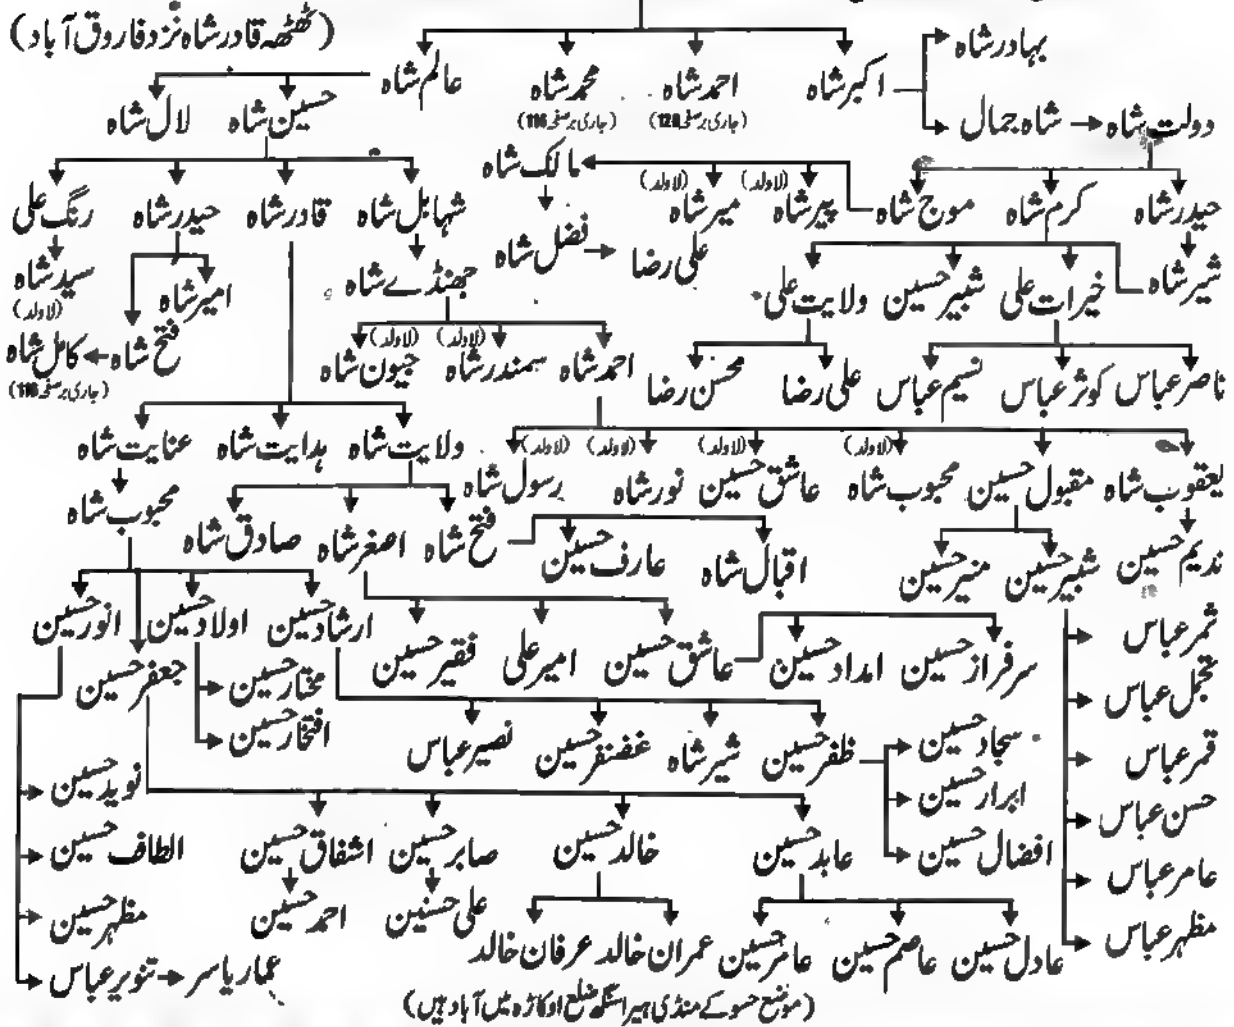 (ٹھٹھہ قادر شاہ نزد فاروق آباد)
بہادر شاہ
اکبر شاہ احمد شاہ محمد شاہ عالم شاہ
(جاری بر صفحہ 120) (جاری بر صفحہ 116)
دولت شاہ شاہ جمال حسین شاہ لال شاہ
مالک شاہ
(لاولد) (لاولد)
حیدر شاہ کرم شاہ موج شاہ پیر شاہ میر شاہ شہابل شاہ قادر شاہ حیدر شاہ رنگ علی
شیر شاہ علی رضا فضل شاہ جھنڈے شاہ امیر شاہ سید شاہ
(لاولد)
خیرات علی شبیر حسین ولایت علی
فتح شاہ کامل شاہ
(لاولد) (لاولد) (جاری بر صفحہ 116)
ناصر عباس کوثر عباس نسیم عباس علی رضا محسن رضا احمد شاہ سمندر شاہ جیون شاہ
ولایت شاہ ہدایت شاہ عنایت شاہ
(لاولد) (لاولد) (لاولد) (لاولد)
یعقوب شاہ مقبول حسین محبوب شاہ عاشق حسین نور شاہ رسول شاہ محبوب شاہ
فتح شاہ اصغر شاہ صادق شاہ
ندیم حسین شبیر حسین منیر حسین اقبال شاہ عارف حسین
ثمر عباس ارشاد حسین اولاد حسین انور حسین
سرفراز حسین امداد حسین عاشق حسین امیر علی فقیر حسین مختار حسین جعفر حسین
تجمل عباس
سجاد حسین ظفر حسین شیر شاہ غضنفر حسین نصیر عباس افتخار حسین
قمر عباس
ابرار حسین نوید حسین
حسن عباس
افضال حسین عابد حسین خالد حسین صابر حسین اشفاق حسین الطاف حسین
عامر عباس
علی حسنین احمد حسین مظہر حسین
مظہر عباس
عادل حسین عاصم حسین عامر حسین عمران خالد عرفان خالد عمار یاسر تنویر عباس
(موضع حسو کے منڈی ہیرا سنگھ ضلع اوکاڑہ میں آباد ہیں)